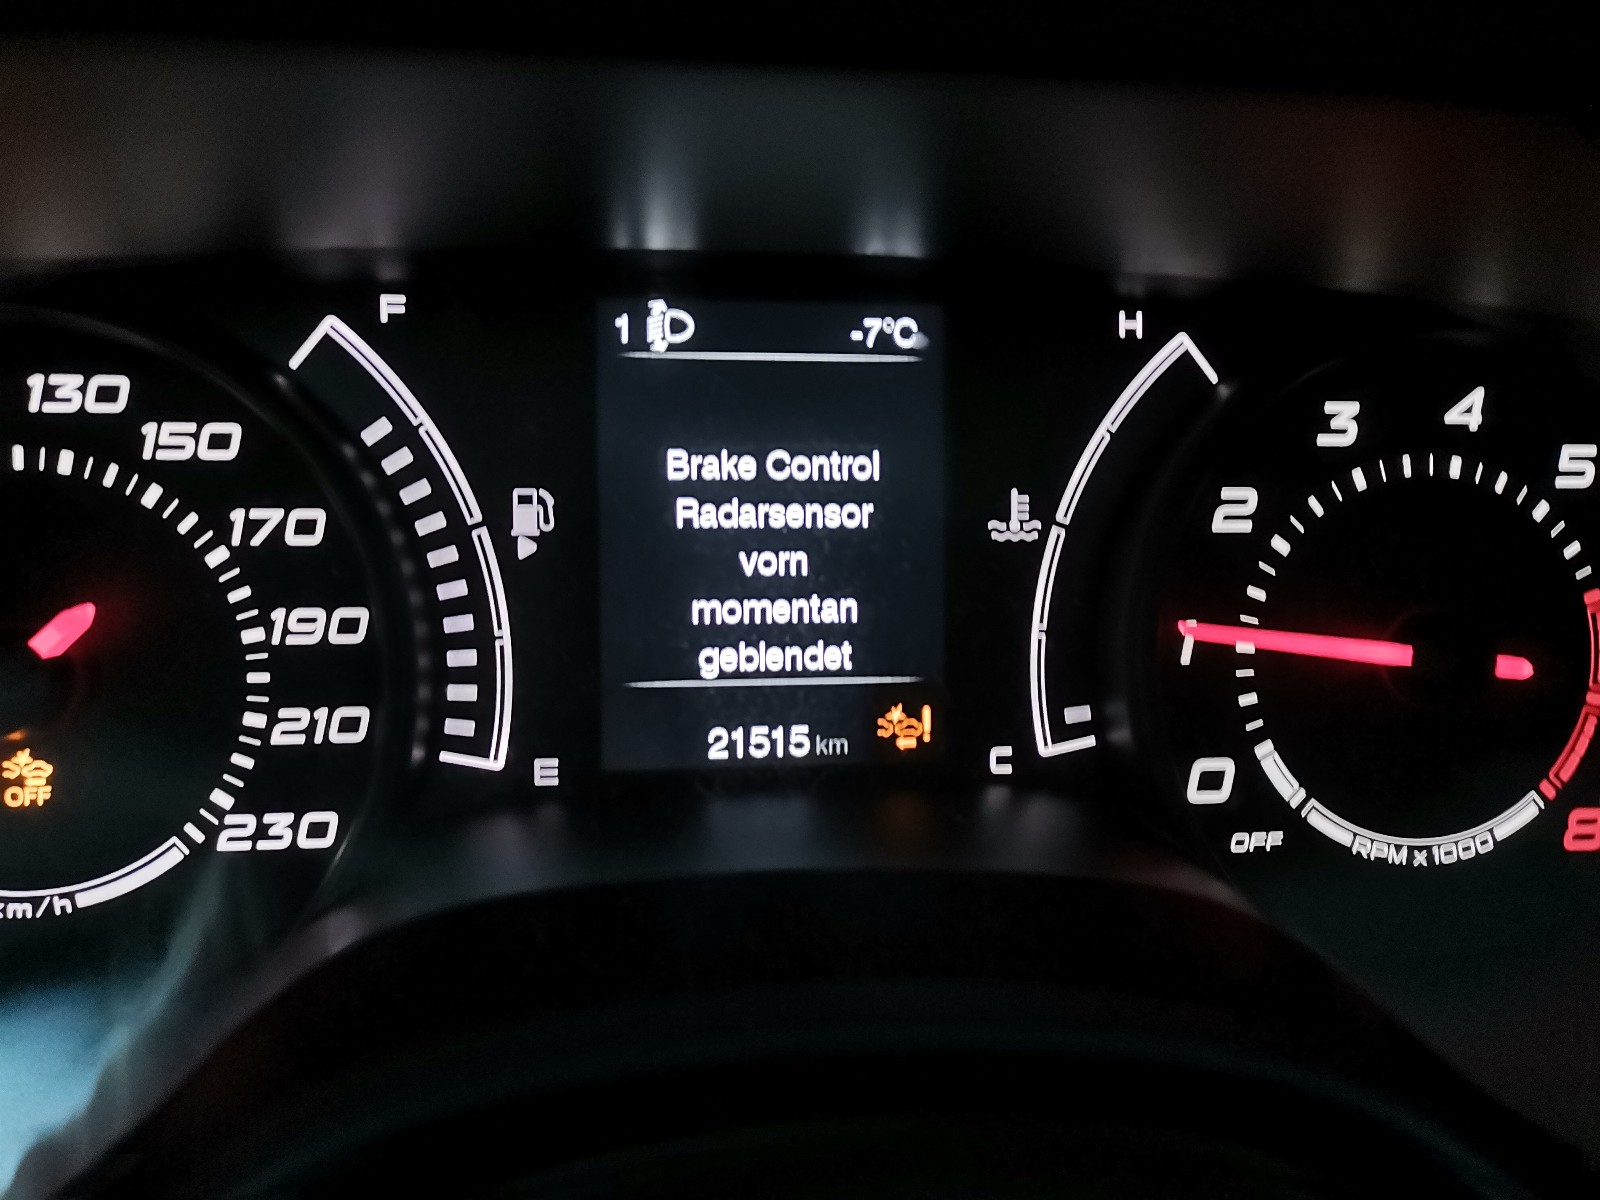 F
H
1
-7°C
130
150
170
190
210
230
km/h
OFF
E
Brake Control
Radarsensor
vorn
momentan
geblendet
21515 km
!
C
0
1
2
3
4
5
8
OFF
RPM x 1000